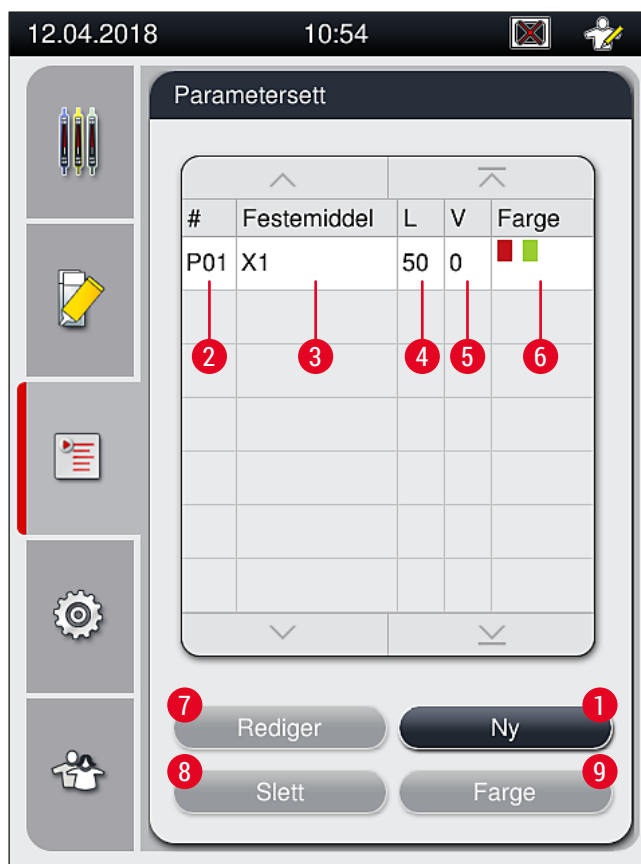 12.04.2018 10:54
Parametersett
# Festemiddel L V Farge
P01 X1 50 0
2 3 4 5 6
7 1
Rediger Ny
8 9
Slett Farge